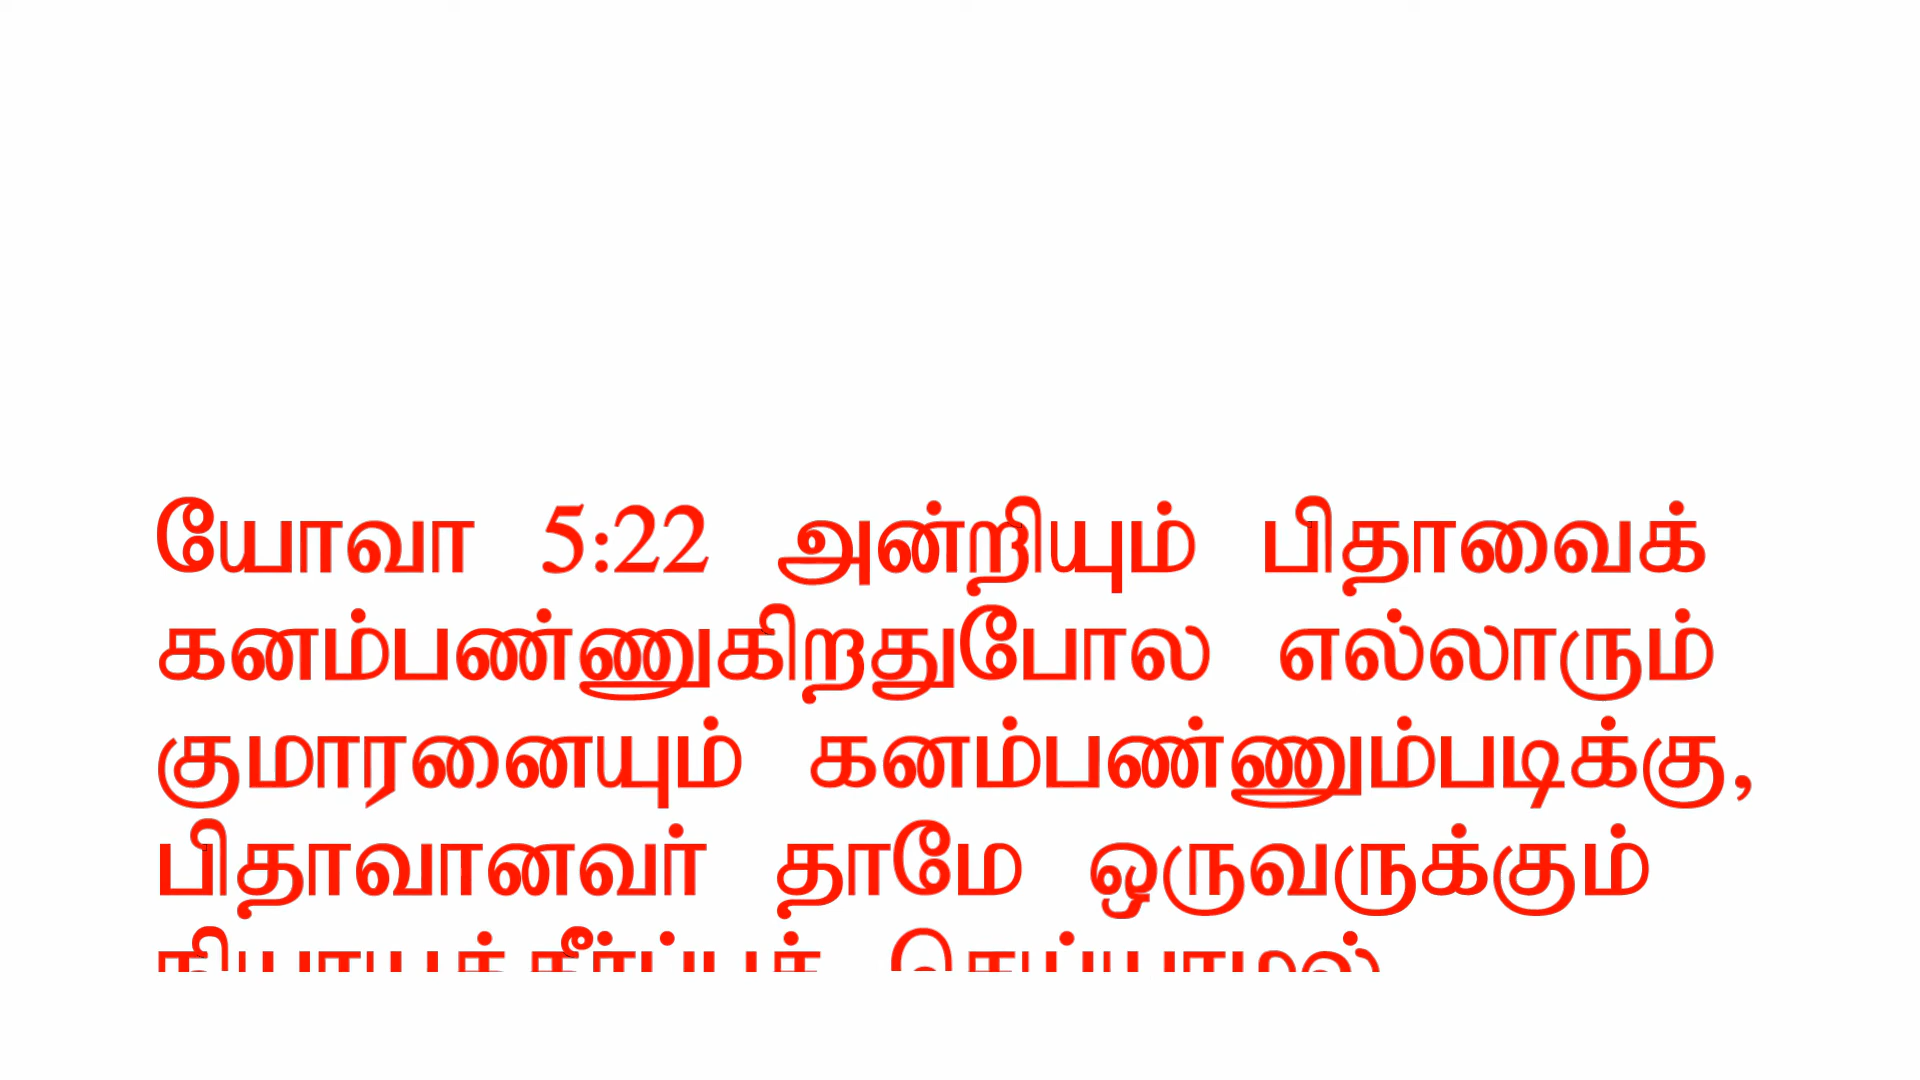 யோவா 5:22 அன்றியும் பிதாவைக்
கனம்பண்ணுகிறதுபோல எல்லாரும்
குமாரனையும் கனம்பண்ணும்படிக்கு,
பிதாவானவர் தாமே ஒருவருக்கும்